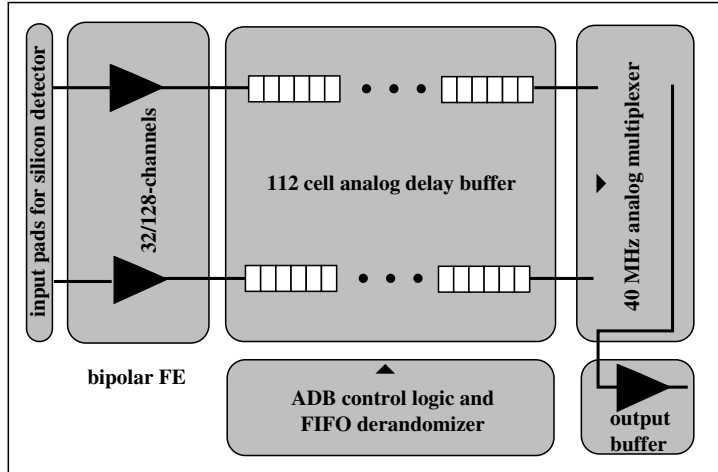 input pads for silicon detector
32/128-channels
112 cell analog delay buffer
40 MHz analog multiplexer
bipolar FE
ADB control logic and
FIFO derandomizer
output
buffer